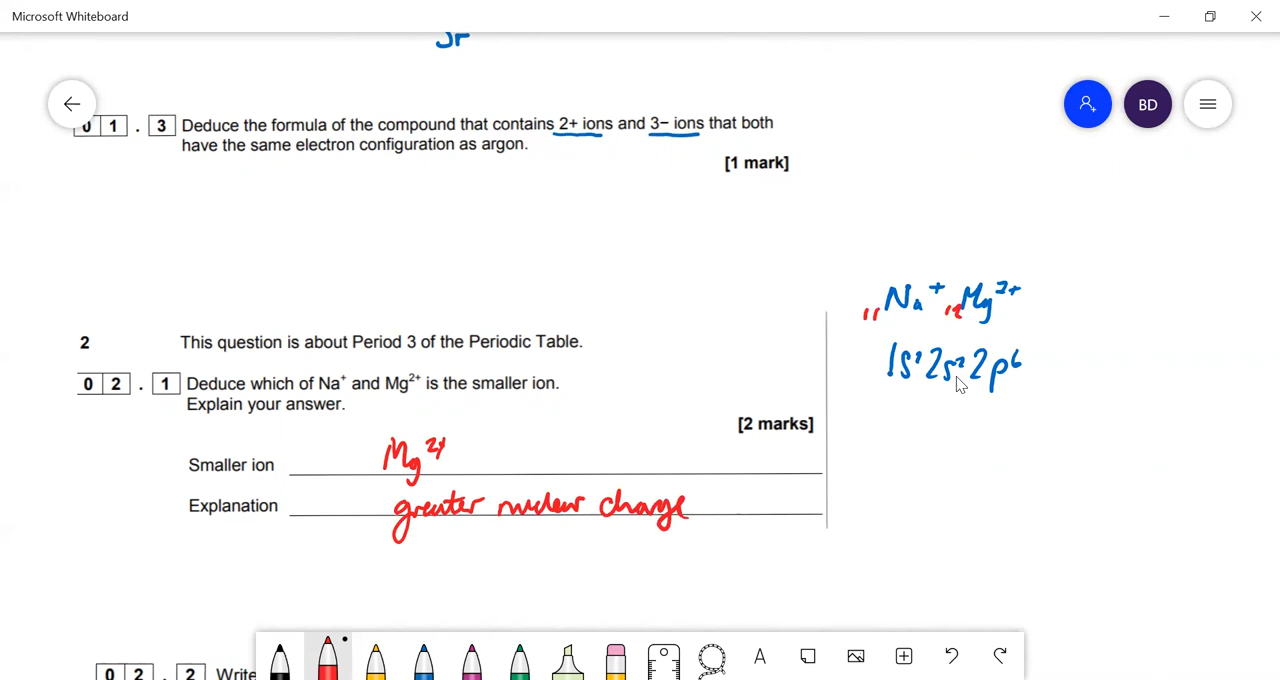 Microsoft Whiteboard
BD
0 1 . 3 Deduce the formula of the compound that contains 2+ ions and 3− ions that both
have the same electron configuration as argon.
[1 mark]
11 Na⁺ 12 Mg²⁺
1s² 2s² 2p⁶
2 This question is about Period 3 of the Periodic Table.
0 2 . 1 Deduce which of Na⁺ and Mg²⁺ is the smaller ion.
Explain your answer.
[2 marks]
Smaller ion Mg²⁺
Explanation greater nuclear charge
0 2 . 2 Write
A